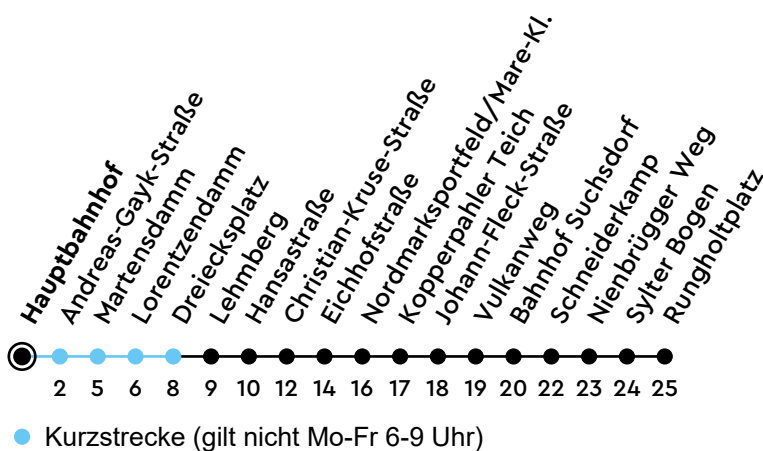 Hauptbahnhof
Andreas-Gayk-Straße
Martensdamm
Lorentzendamm
Dreiecksplatz
Lehmberg
Hansastraße
Christian-Kruse-Straße
Eichhofstraße
Nordmarksportfeld/Mare-Kl.
Kopperpahler Teich
Johann-Fleck-Straße
Vulkanweg
Bahnhof Suchsdorf
Schneiderkamp
Nienbrügger Weg
Sylter Bogen
Rungholtplatz
2 5 6 8 9 10 12 14 16 17 18 19 20 22 23 24 25
Kurzstrecke (gilt nicht Mo-Fr 6-9 Uhr)